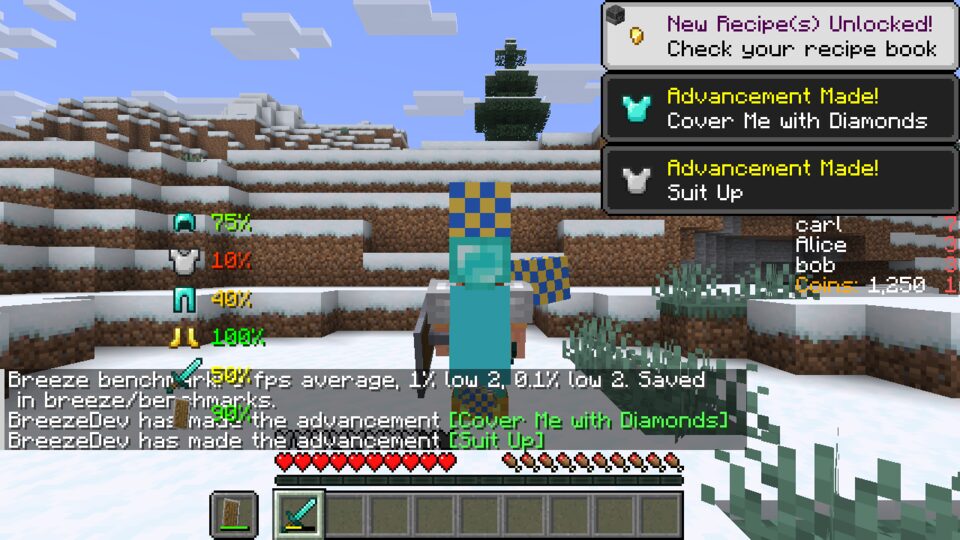 New Recipe(s) Unlocked!
Check your recipe book
Advancement Made!
Cover Me with Diamonds
Advancement Made!
Suit Up
carl
Alice
bob
Coins: 1,250
75%
10%
40%
100%
50%
90%
Breeze benchmark: fps average, 1% low 2, 0.1% low 2. Saved
in breeze/benchmarks.
BreezeDev has made the advancement [Cover Me with Diamonds]
BreezeDev has made the advancement [Suit Up]